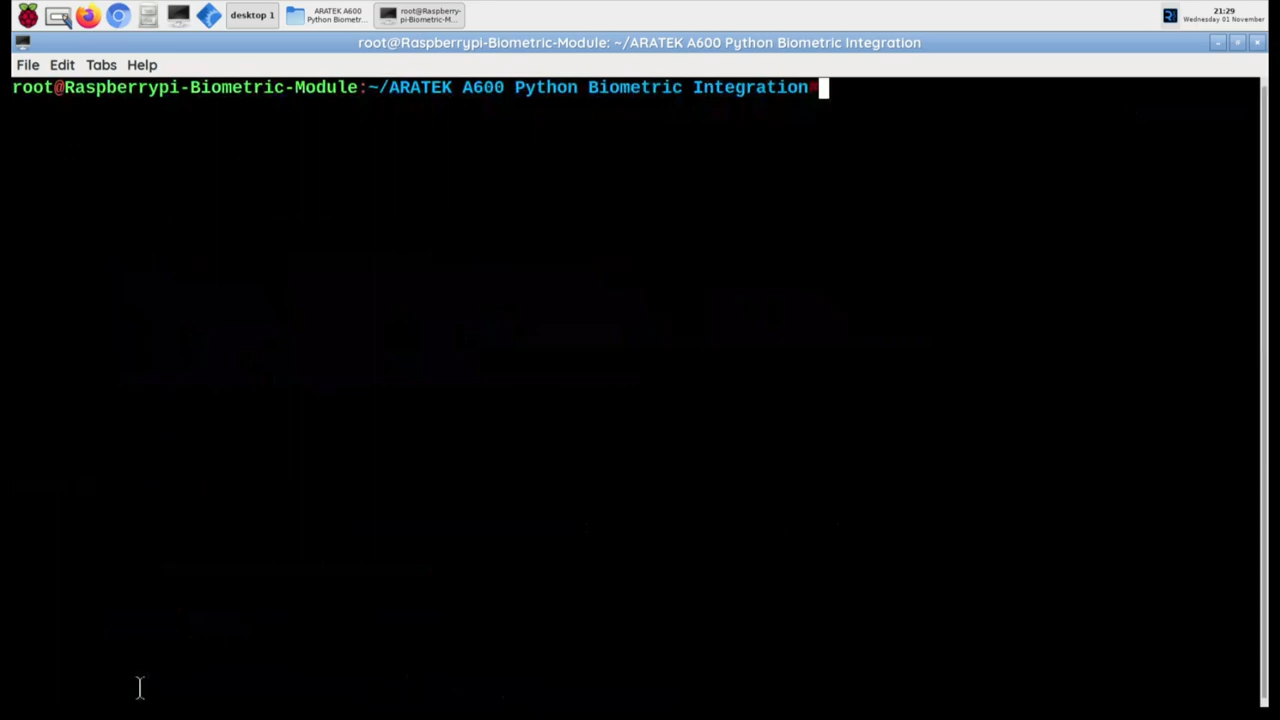 desktop 1
ARATEK A600
Python Biometr...
root@Raspberry-
pi-Biometric-M...
21:29
Wednesday 01 November
root@Raspberrypi-Biometric-Module: ~/ARATEK A600 Python Biometric Integration
File Edit Tabs Help
root@Raspberrypi-Biometric-Module:~/ARATEK A600 Python Biometric Integration